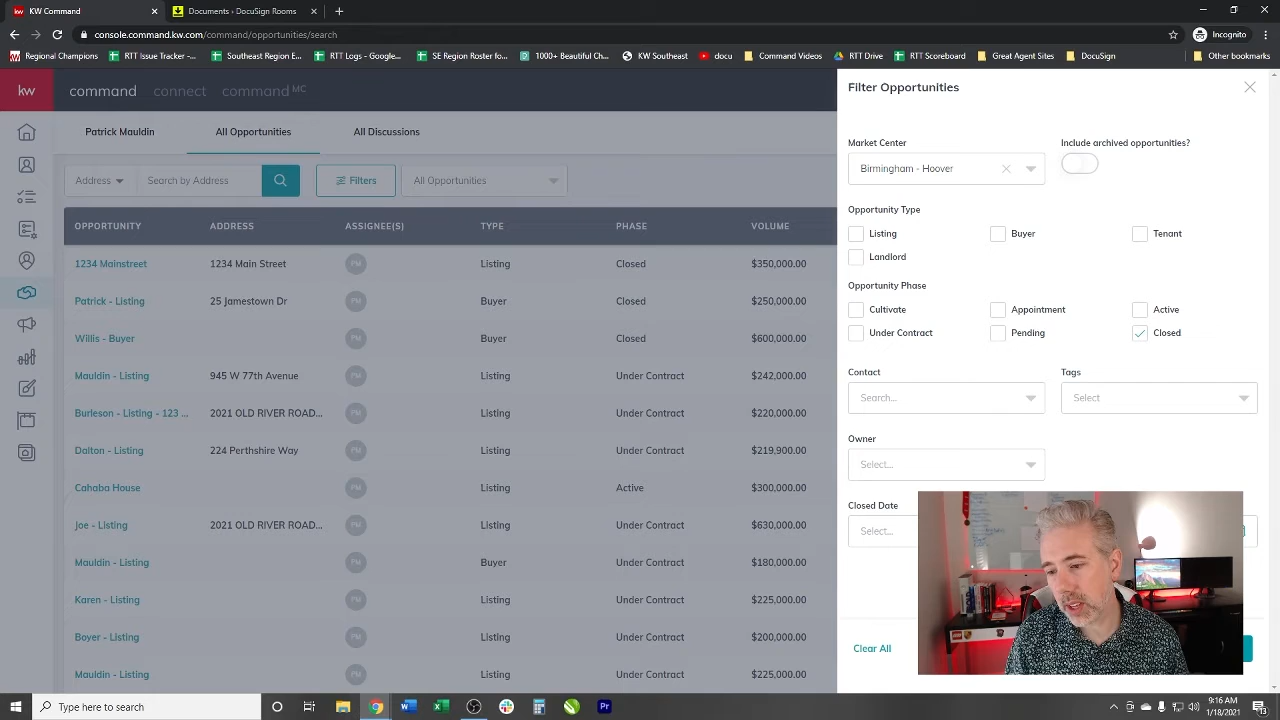 KW Command
Documents › DocuSign Rooms
console.command.kw.com/command/opportunities/search
Incognito
Regional Champions
RTT Issue Tracker -...
Southeast Region E...
RTT Logs - Google...
SE Region Roster fo...
1000+ Beautiful C...
KW Southeast
docu
Command Videos
RTT Drive
RTT Scoreboard
Great Agent Sites
DocuSign
Other bookmarks
kw
command
connect
command MC
Patrick Mauldin
All Opportunities
All Discussions
Address
Search by Address
Filters
All Opportunities
OPPORTUNITY ADDRESS ASSIGNEE(S) TYPE PHASE VOLUME
1234 Mainstreet 1234 Main Street PM Listing Closed $350,000.00
Patrick - Listing 25 Jamestown Dr PM Buyer Closed $250,000.00
Willis - Buyer PM Buyer Closed $600,000.00
Mauldin - Listing 945 W 77th Avenue PM Listing Under Contract $242,000.00
Burleson - Listing - 123 ... 2021 OLD RIVER ROAD... PM Listing Under Contract $220,000.00
Dalton - Listing 224 Perthshire Way PM Listing Under Contract $219,900.00
Cahaba House PM Listing Active $300,000.00
Joe - Listing 2021 OLD RIVER ROAD... PM Listing Under Contract $630,000.00
Mauldin - Listing PM Buyer Under Contract $180,000.00
Karen - Listing PM Listing Under Contract $225,000.00
Boyer - Listing PM Listing Under Contract $200,000.00
Mauldin - Listing PM Listing Under Contract $225,000.00
Filter Opportunities
Market Center
Include archived opportunities?
Birmingham - Hoover
Opportunity Type
Listing Buyer Tenant
Landlord
Opportunity Phase
Cultivate Appointment Active
Under Contract Pending Closed
Contact Tags
Search... Select
Owner
Select...
Closed Date
Select...
Clear All
Type here to search
9:16 AM
1/18/2021